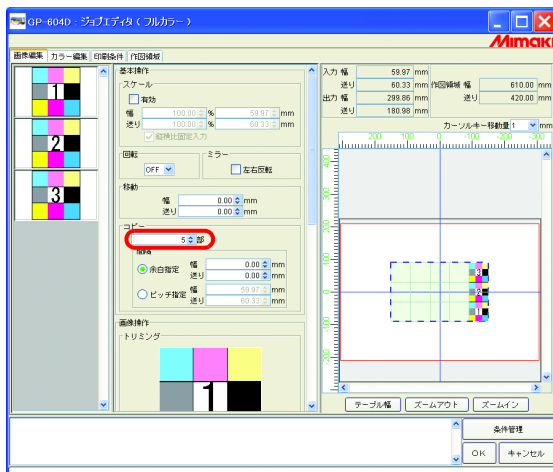 GP-604D : ジョブエディタ ( フルカラー )
Mimaki
画像編集 カラー編集 印刷条件 作図領域
1
2
3
基本操作
スケール
有効
幅 100.00 % 59.97 mm
送り 100.00 % 60.33 mm
縦横比固定入力
回転
OFF
ミラー
左右反転
移動
幅 0.00 mm
送り 0.00 mm
コピー
5 部
間隔
余白指定 幅 0.00 mm
送り 0.00 mm
ピッチ指定 幅 59.97 mm
送り 60.33 mm
画像操作
トリミング
1
入力 幅 59.97 mm
送り 60.33 mm
出力 幅 299.86 mm
送り 180.98 mm
作図領域 幅 610.00 mm
送り 420.00 mm
カーソルキー移動量 1 mm
200 100 0 -100 -200 -300
400
300
200
100
0
-100
-200
3
2
1
テーブル幅 ズームアウト ズームイン
条件管理
OK キャンセル